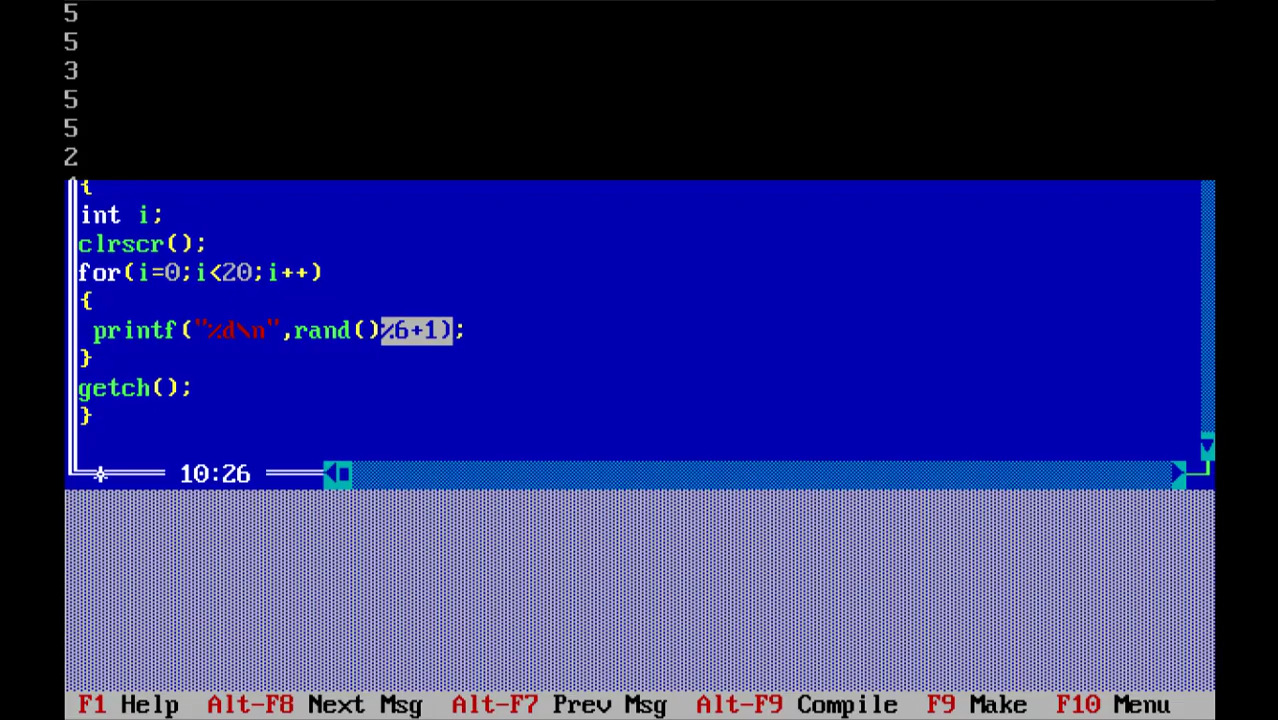 5
5
3
5
5
2
{
int i;
clrscr();
for(i=0;i<20;i++)
{
printf("%d\n",rand()%6+1);
}
getch();
}
10:26
F1 Help Alt-F8 Next Msg Alt-F7 Prev Msg Alt-F9 Compile F9 Make F10 Menu